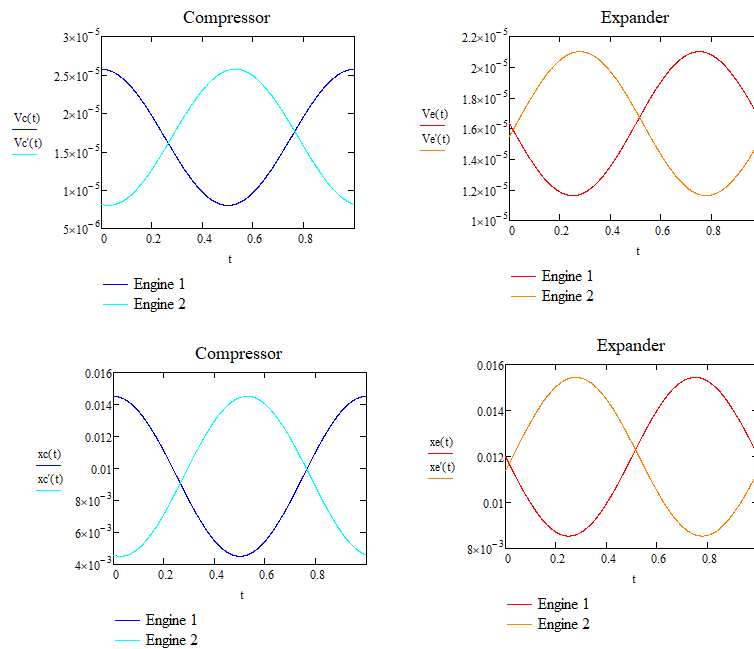 Compressor
3×10⁻⁵
2.5×10⁻⁵
2×10⁻⁵
1.5×10⁻⁵
1×10⁻⁵
5×10⁻⁶
Vc(t)
Vc'(t)
0 0.2 0.4 0.6 0.8
t
Engine 1
Engine 2
Expander
2.2×10⁻⁵
2×10⁻⁵
1.8×10⁻⁵
1.6×10⁻⁵
1.4×10⁻⁵
1.2×10⁻⁵
1×10⁻⁵
Ve(t)
Ve'(t)
0 0.2 0.4 0.6 0.8
t
Engine 1
Engine 2
Compressor
0.016
0.014
0.012
0.01
8×10⁻³
6×10⁻³
4×10⁻³
xc(t)
xc'(t)
0 0.2 0.4 0.6 0.8
t
Engine 1
Engine 2
Expander
0.016
0.014
0.012
0.01
8×10⁻³
xe(t)
xe'(t)
0 0.2 0.4 0.6 0.8
t
Engine 1
Engine 2